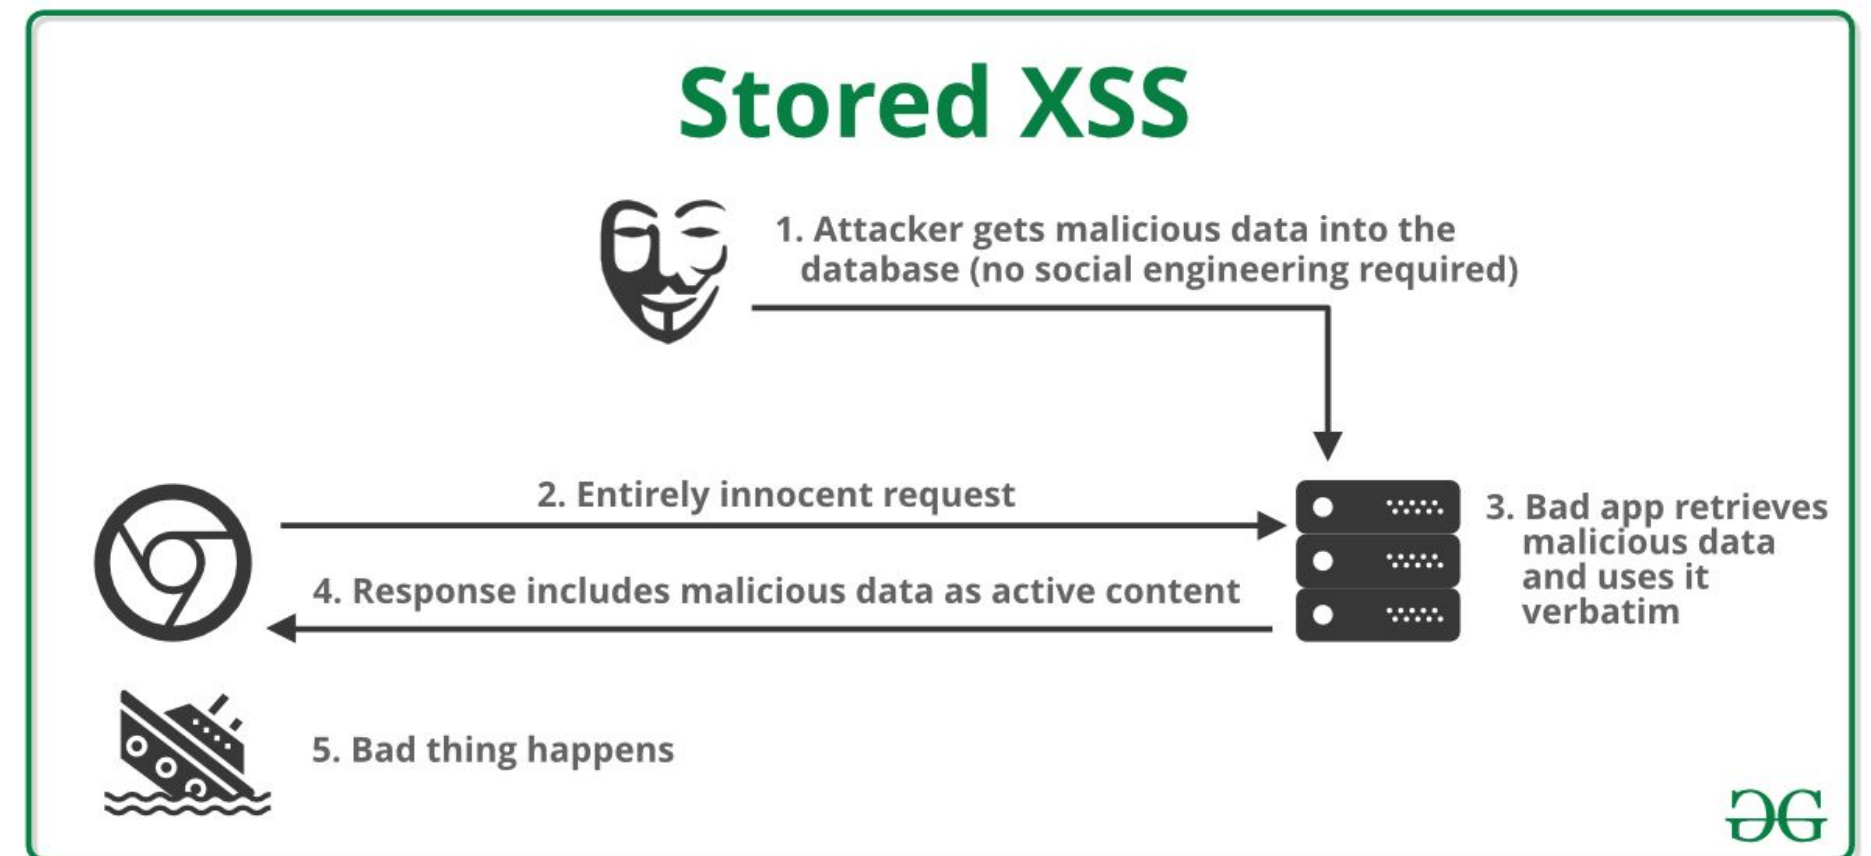 Stored XSS
1. Attacker gets malicious data into the
database (no social engineering required)
2. Entirely innocent request
3. Bad app retrieves
malicious data
and uses it
verbatim
4. Response includes malicious data as active content
5. Bad thing happens